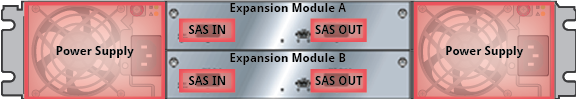 Expansion Module A
SAS IN
SAS OUT
Power Supply
Power Supply
Expansion Module B
SAS IN
SAS OUT